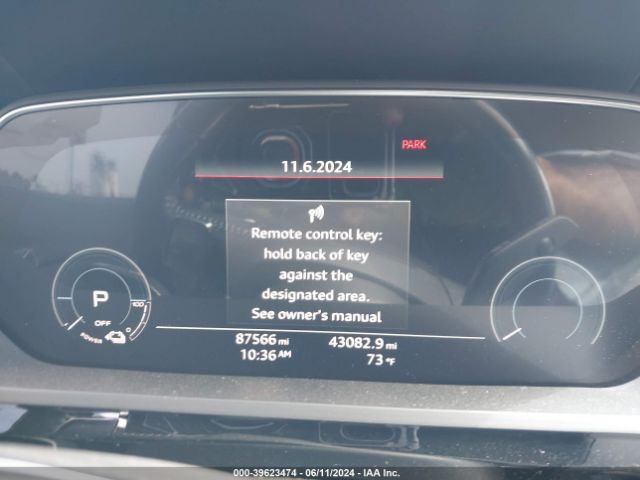 PARK
11.6.2024
Remote control key:
hold back of key
against the
designated area.
See owner's manual
P
100
OFF
0
POWER
87566 mi 43082.9 mi
10:36 AM 73 °F
000-39623474 | 06/11/2024 | IAA Inc.